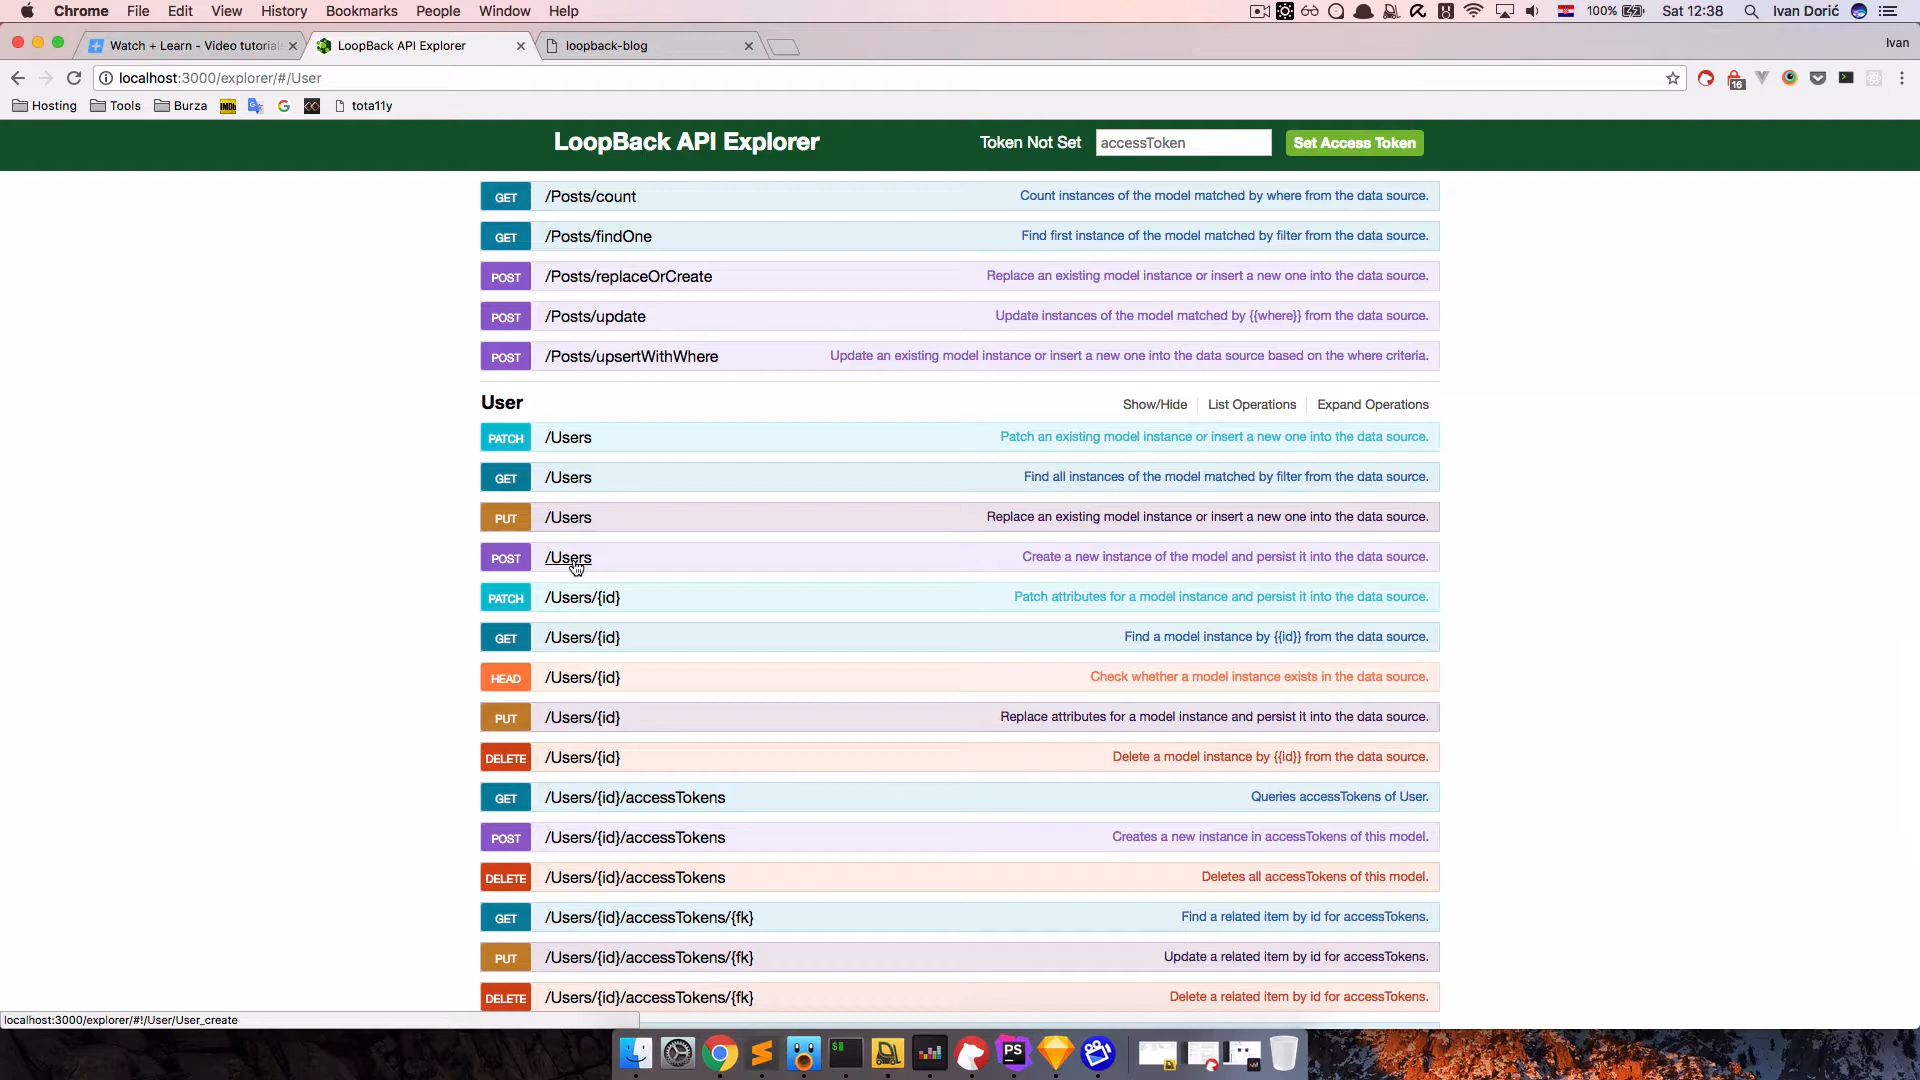 Chrome File Edit View History Bookmarks People Window Help 100% Sat 12:38 Ivan Dorić
Watch + Learn - Video tutorial LoopBack API Explorer loopback-blog Ivan
localhost:3000/explorer/#/User 16
Hosting Tools Burza IMDb tota11y
LoopBack API Explorer Token Not Set accessToken Set Access Token
GET /Posts/count Count instances of the model matched by where from the data source.
GET /Posts/findOne Find first instance of the model matched by filter from the data source.
POST /Posts/replaceOrCreate Replace an existing model instance or insert a new one into the data source.
POST /Posts/update Update instances of the model matched by {{where}} from the data source.
POST /Posts/upsertWithWhere Update an existing model instance or insert a new one into the data source based on the where criteria.
User Show/Hide List Operations Expand Operations
PATCH /Users Patch an existing model instance or insert a new one into the data source.
GET /Users Find all instances of the model matched by filter from the data source.
PUT /Users Replace an existing model instance or insert a new one into the data source.
POST /Users Create a new instance of the model and persist it into the data source.
PATCH /Users/{id} Patch attributes for a model instance and persist it into the data source.
GET /Users/{id} Find a model instance by {{id}} from the data source.
HEAD /Users/{id} Check whether a model instance exists in the data source.
PUT /Users/{id} Replace attributes for a model instance and persist it into the data source.
DELETE /Users/{id} Delete a model instance by {{id}} from the data source.
GET /Users/{id}/accessTokens Queries accessTokens of User.
POST /Users/{id}/accessTokens Creates a new instance in accessTokens of this model.
DELETE /Users/{id}/accessTokens Deletes all accessTokens of this model.
GET /Users/{id}/accessTokens/{fk} Find a related item by id for accessTokens.
PUT /Users/{id}/accessTokens/{fk} Update a related item by id for accessTokens.
DELETE /Users/{id}/accessTokens/{fk} Delete a related item by id for accessTokens.
localhost:3000/explorer/#!/User/User_create
PS